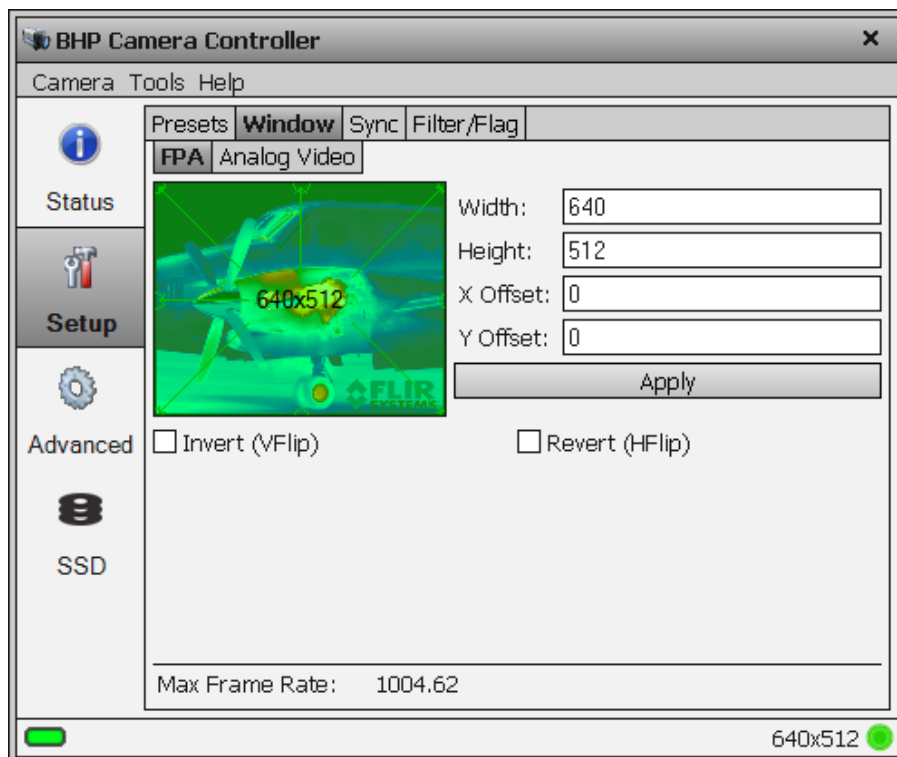 BHP Camera Controller
Camera Tools Help
Presets Window Sync Filter/Flag
FPA Analog Video
Status
Setup
Advanced
SSD
640x512
FLIR
SYSTEMS
Width: 640
Height: 512
X Offset: 0
Y Offset: 0
Apply
Invert (VFlip) Revert (HFlip)
Max Frame Rate: 1004.62
640x512